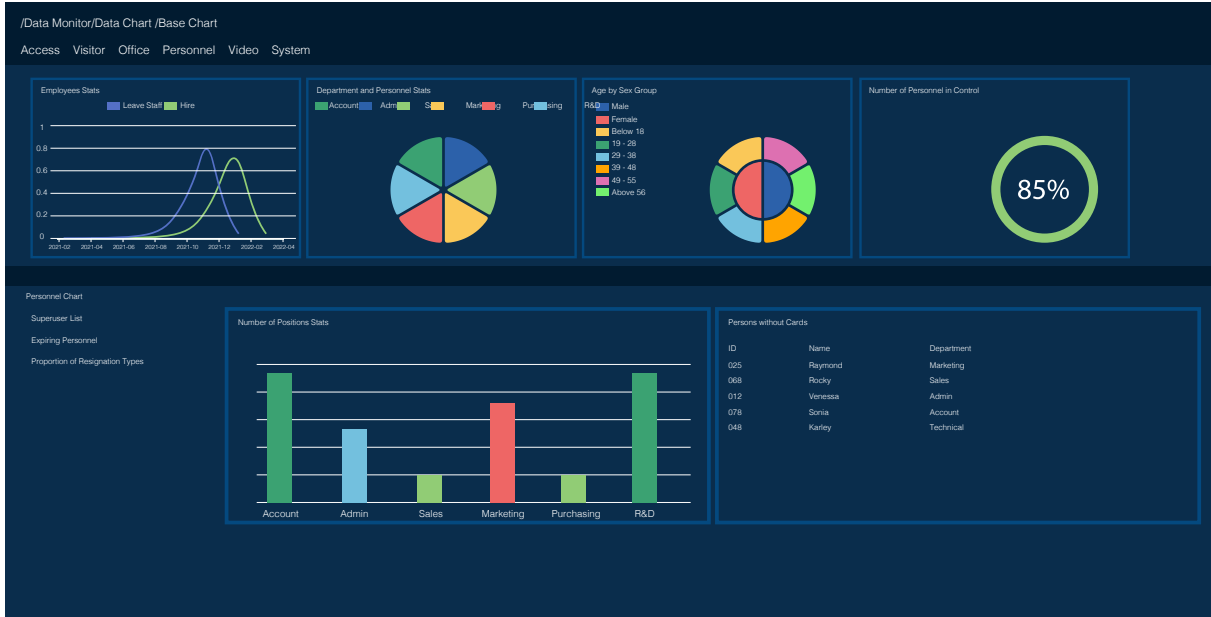 /Data Monitor/Data Chart /Base Chart
Access Visitor Office Personnel Video System
Employees Stats
Leave Staff Hire
1
0.8
0.6
0.4
0.2
0
2021-02 2021-04 2021-06 2021-08 2021-10 2021-12 2022-02 2022-04
Department and Personnel Stats
Account R&D
Age by Sex Group
Male
Female
Below 18
19 - 28
29 - 38
39 - 48
49 - 55
Above 56
Number of Personnel in Control
85%
Personnel Chart
Superuser List
Expiring Personnel
Proportion of Resignation Types
Number of Positions Stats
Account Admin Sales Marketing Purchasing R&D
Persons without Cards
ID Name Department
025 Raymond Marketing
068 Rocky Sales
012 Venessa Admin
078 Sonia Account
048 Karley Technical